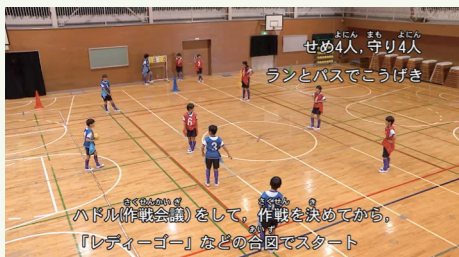 せめ4人,守り4人
ランとパスでこうげき
ハドル(作戦会議)をして,作戦を決めてから,
「レディーゴー」などの合図でスタート
6
3